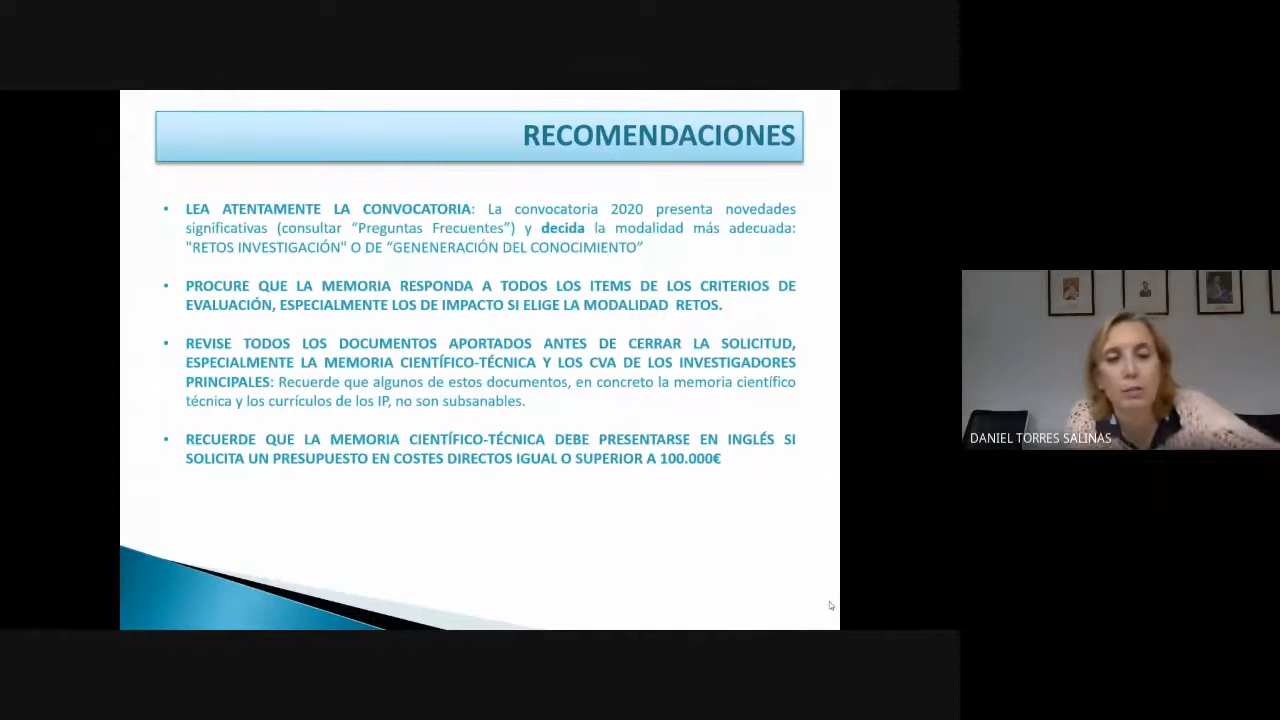 RECOMENDACIONES
• LEA ATENTAMENTE LA CONVOCATORIA: La convocatoria 2020 presenta novedades
significativas (consultar “Preguntas Frecuentes”) y decida la modalidad más adecuada:
"RETOS INVESTIGACIÓN" O DE “GENENERACIÓN DEL CONOCIMIENTO”
• PROCURE QUE LA MEMORIA RESPONDA A TODOS LOS ITEMS DE LOS CRITERIOS DE
EVALUACIÓN, ESPECIALMENTE LOS DE IMPACTO SI ELIGE LA MODALIDAD RETOS.
• REVISE TODOS LOS DOCUMENTOS APORTADOS ANTES DE CERRAR LA SOLICITUD,
ESPECIALMENTE LA MEMORIA CIENTÍFICO-TÉCNICA Y LOS CVA DE LOS INVESTIGADORES
PRINCIPALES: Recuerde que algunos de estos documentos, en concreto la memoria científico
técnica y los currículos de los IP, no son subsanables.
• RECUERDE QUE LA MEMORIA CIENTÍFICO-TÉCNICA DEBE PRESENTARSE EN INGLÉS SI
SOLICITA UN PRESUPUESTO EN COSTES DIRECTOS IGUAL O SUPERIOR A 100.000€
DANIEL TORRES SALINAS